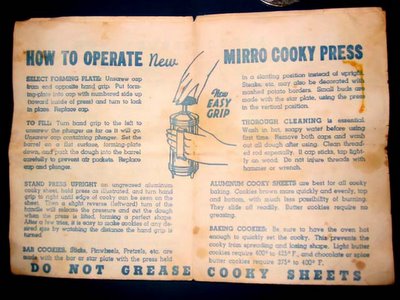 HOW TO OPERATE New MIRRO COOKY PRESS
SELECT FORMING PLATE: Unscrew cap
from end opposite hand grip. Put form-
ing-plate into cap with numbered side up
(toward inside of press) and turn to lock
in place. Replace cap.
TO FILL: Turn hand grip to the left to
unscrew the plunger as far as it will go.
Unscrew cap containing plunger. Set the
barrel on a flat surface, forming-plate
down, and pack the dough into the barrel
carefully to prevent air pockets. Replace
cap and plunger.
STAND PRESS UPRIGHT on ungreased aluminum
cooky sheet, hold press as illustrated, and turn hand
grip to right until edge of cooky can be seen on the
sheet. Then a slight reverse (leftward) turn of the
handle will release the pressure and cut the dough
when the press is lifted, forming a perfect shape.
After a few tries, it is easy to make cookies of any de-
sired size by watching the distance the hand grip is
turned.
BAR COOKIES, Sticks, Pinwheels, Pretzels, etc. are
made with the bar or star plate with the press held
Now
EASY
GRIP
in a slanting position instead of upright.
Steaks, etc. may also be decorated with
mashed potato borders. Small buds are
made with the star plate, using the press
in the vertical position.
THOROUGH CLEANING is essential.
Wash in hot, soapy water before using
first time. Remove both caps and wash
out all dough after using. Clean thread-
ed rod especially. If cap sticks, tap light-
ly on wood. Do not injure threads with
hammer or wrench.
ALUMINUM COOKY SHEETS are best for all cooky
baking. Cookies brown more quickly and evenly, top
and bottom, with much less possibility of burning.
They slide off readily. Butter cookies require no
greasing.
BAKING COOKIES: Be sure to have the oven hot
enough to quickly set the cooky. This prevents the
cooky from spreading and losing shape. Light butter
cookies require 400° to 425° F., and chocolate or spice
butter cookies require 375° to 400° F.
DO NOT GREASE COOKY SHEETS